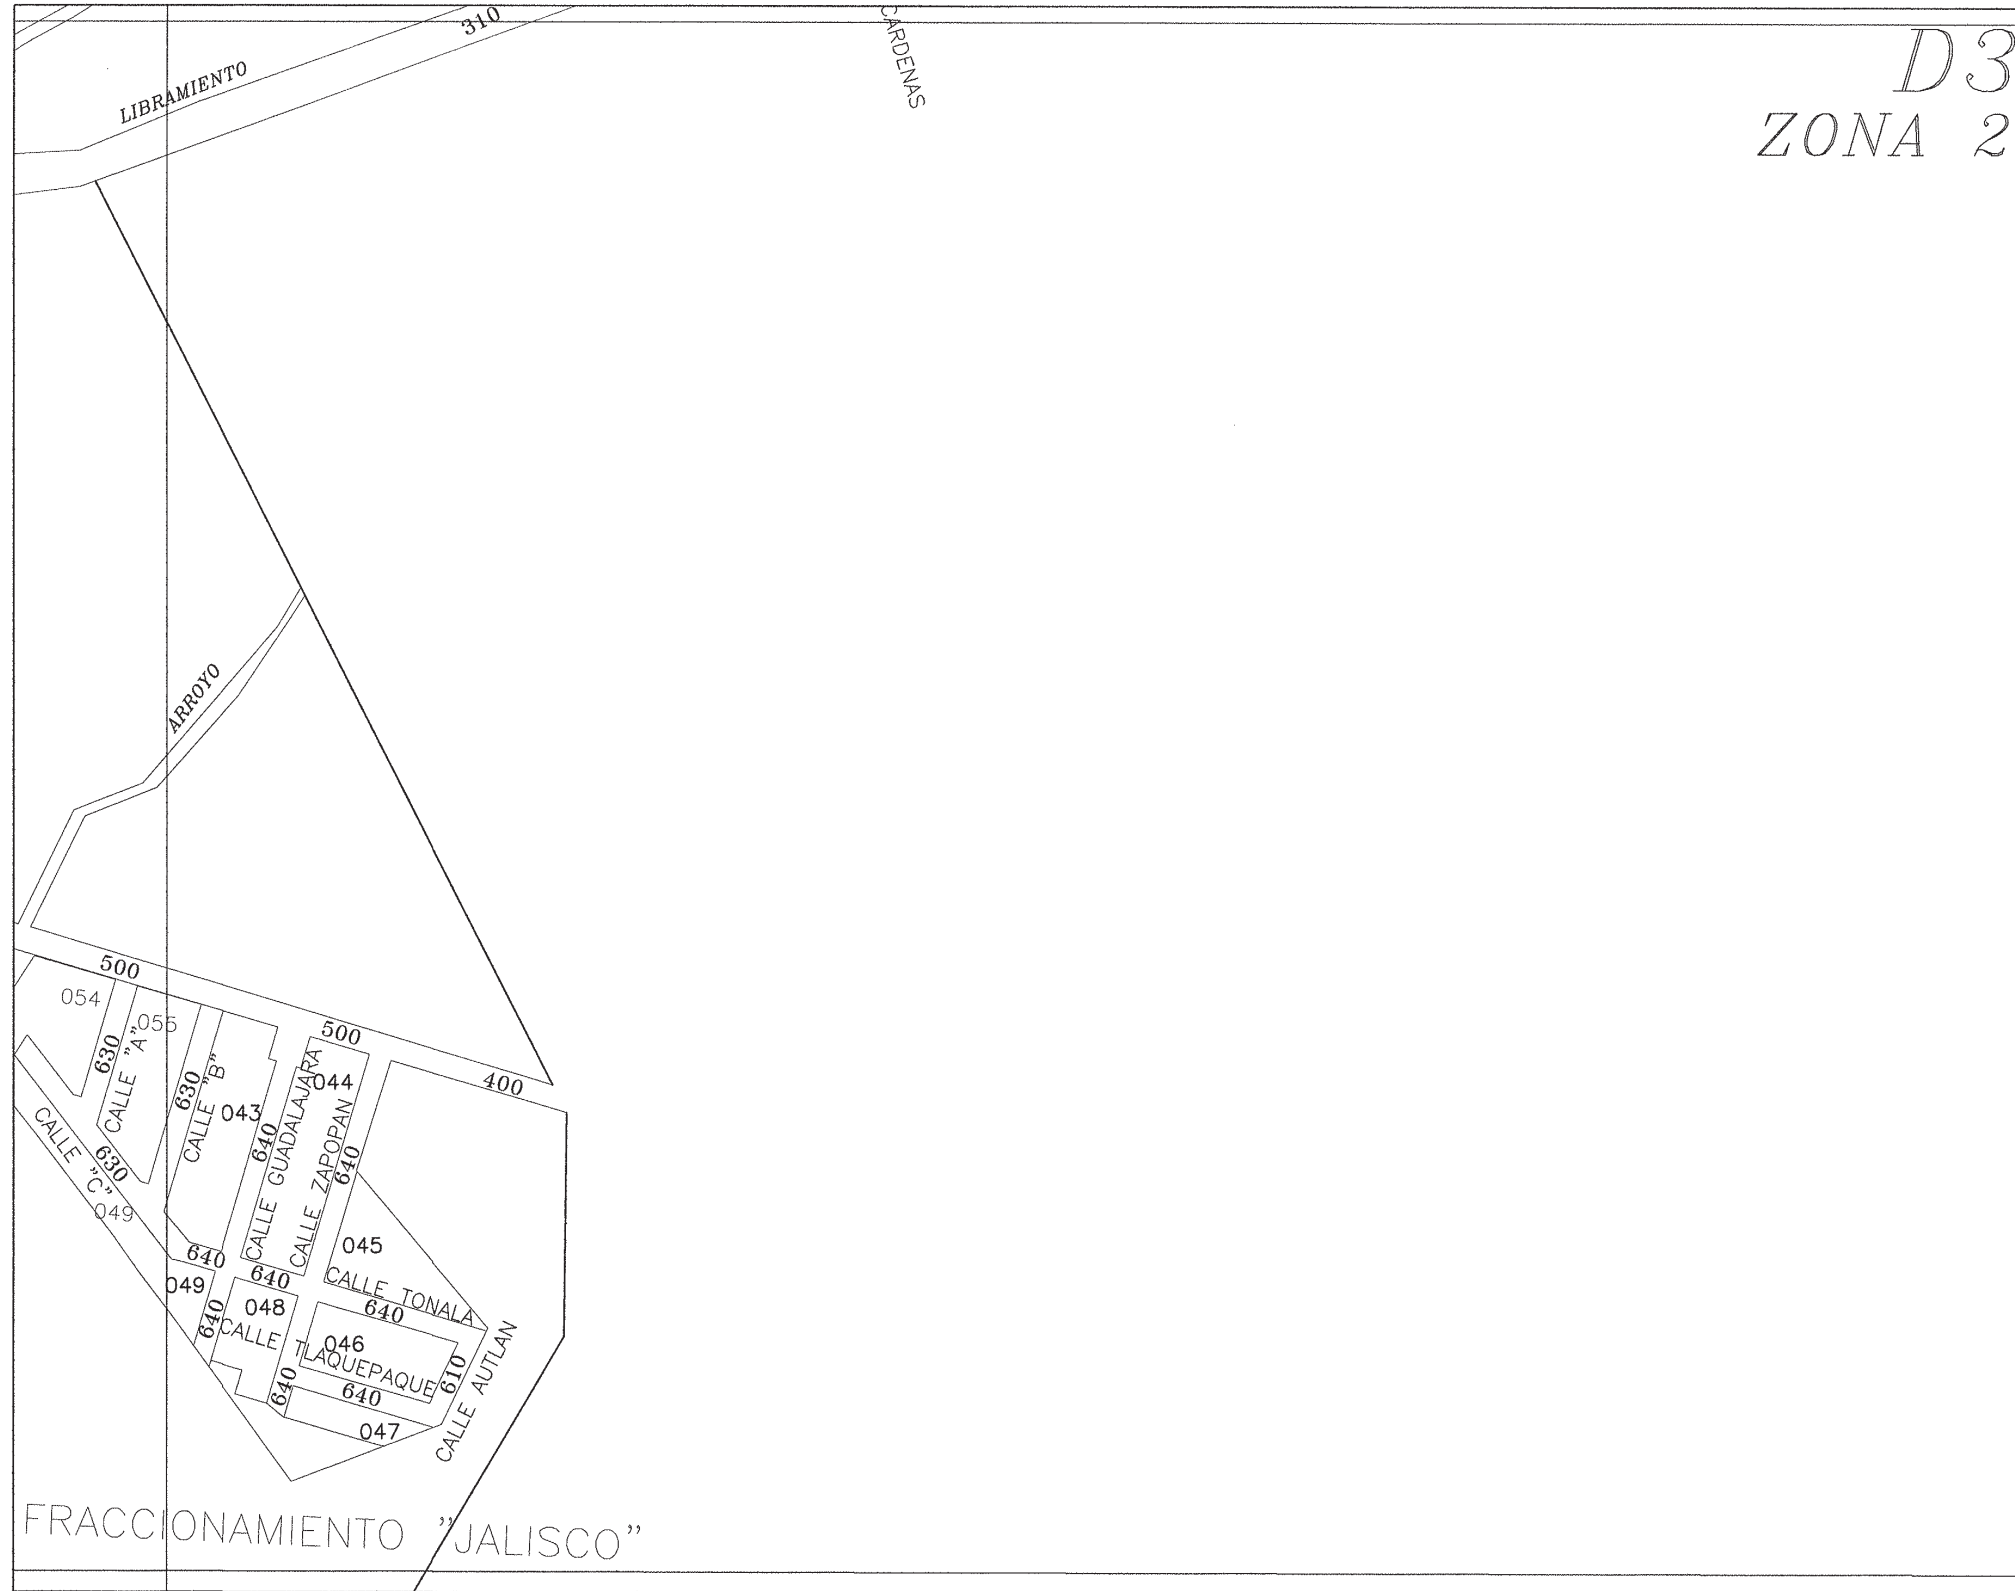 310
CARDENAS
D3
ZONA 2
LIBRAMIENTO
ARROYO
500
054
055
500
630
CALLE "A"
630
CALLE "B"
043
044
400
CALLE GUADALAJARA
640
CALLE ZAPOPAN
640
CALLE "C"
630
049
640
045
049
640
CALLE TONALA
640
048
640
CALLE TLAQUEPAQUE
046
610
CALLE AUTLAN
640
640
047
FRACCIONAMIENTO "JALISCO"